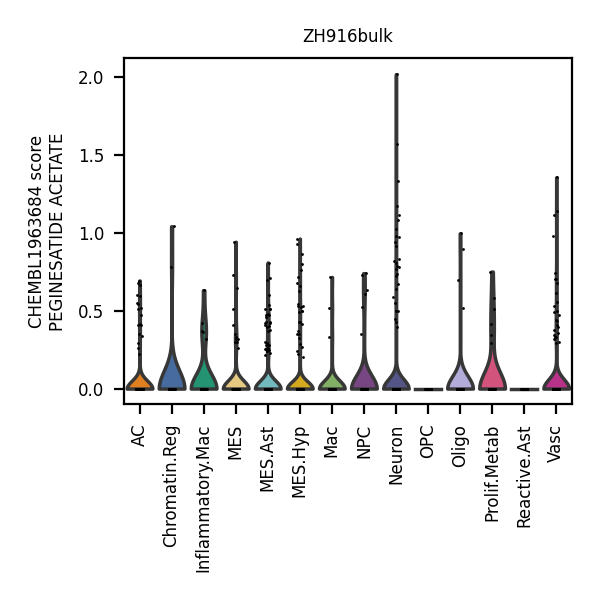 ZH916bulk
CHEMBL1963684 score
PEGINESATIDE ACETATE
2.0
1.5
1.0
0.5
0.0
AC
Chromatin.Reg
Inflammatory.Mac
MES
MES.Ast
MES.Hyp
Mac
NPC
Neuron
OPC
Oligo
Prolif.Metab
Reactive.Ast
Vasc